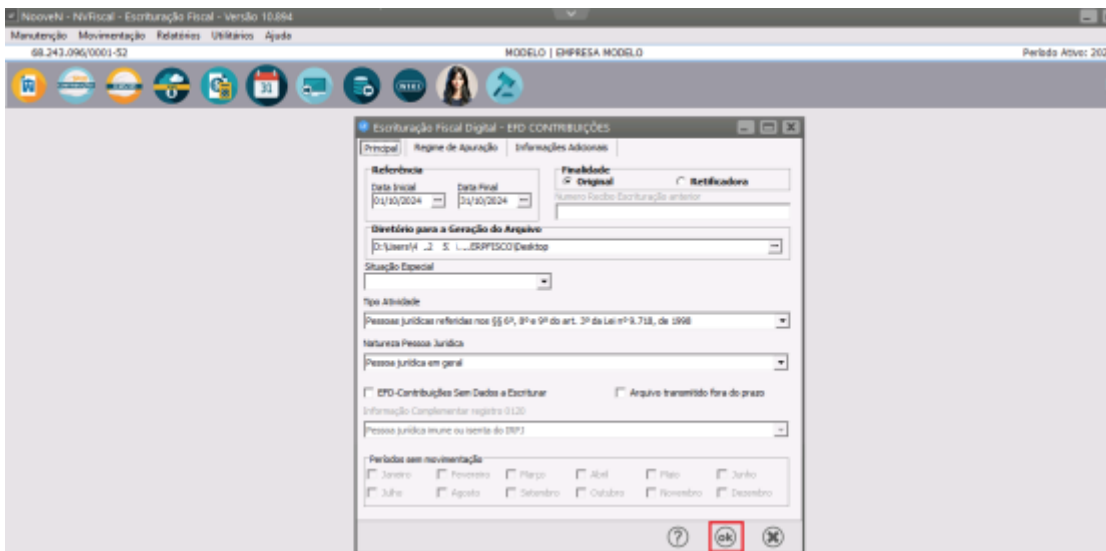 NooveN - NVFiscal - Escrituração Fiscal - Versão 10.894
Manutenção Movimentação Relatórios Utilitários Ajuda
68.243.096/0001-52 MODELO | EMPRESA MODELO Período Ativo: 202
31
Escrituração Fiscal Digital - EFD CONTRIBUIÇÕES
Principal Regime de Apuração Informações Adicionais
Referência Finalidade
Data Inicial Data Final Original Retificadora
01/10/2024 31/10/2024 Numero Recibo Escrituração anterior
Diretório para a Geração do Arquivo
Situação Especial
Tipo Atividade
Pessoas jurídicas referidas nos §§ 6º, 8º e 9º do art. 3º da Lei nº 9.718, de 1998
Natureza Pessoa Jurídica
Pessoa jurídica em geral
EFD-Contribuições Sem Dados a Escriturar Arquivo transmitido fora do prazo
Informação Complementar registro 0120
Pessoa jurídica imune ou isenta do IRPJ
Períodos sem movimentação
Janeiro Fevereiro Março Abril Maio Junho
Julho Agosto Setembro Outubro Novembro Dezembro
? ok